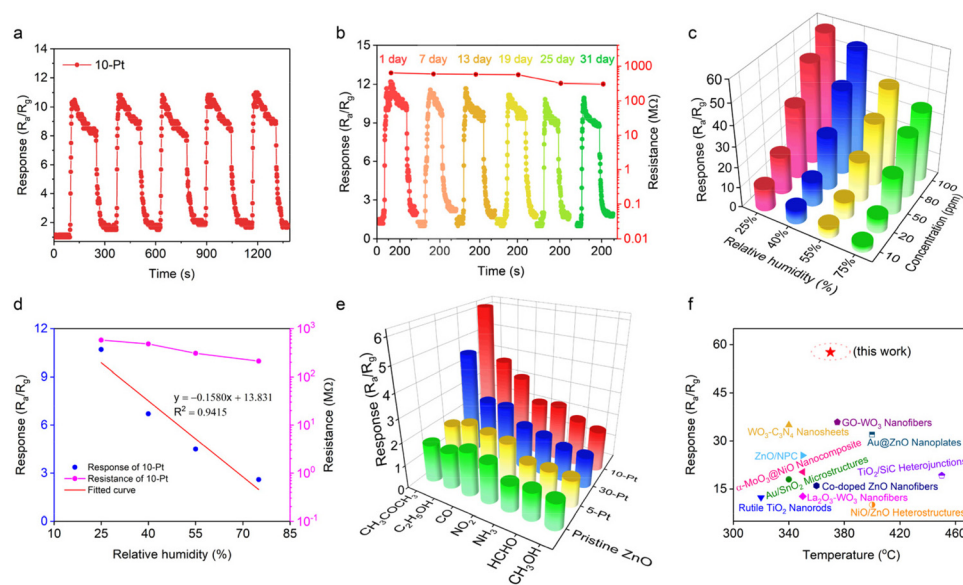 a
14
12
10
8
6
4
2
10-Pt
Response (Ra/Rg)
0 300 600 900 1200
Time (s)
b
15
12
9
6
3
0
1 day 7 day 13 day 19 day 25 day 31 day
1000
100
10
1
0.1
0.01
Response (Ra/Rg)
Resistance (MΩ)
200 200 200 200 200 200
Time (s)
c
60
50
40
30
20
10
0
Response (Ra/Rg)
25%
40%
55%
75%
Relative humidity (%)
100
80
50
20
10
Concentration (ppm)
d
12
9
6
3
0
Response (Ra/Rg)
10³
10²
10¹
10⁰
10⁻¹
Resistance (MΩ)
y = −0.1580x + 13.831
R² = 0.9415
Response of 10-Pt
Resistance of 10-Pt
Fitted curve
10 25 40 55 70 85
Relative humidity (%)
e
6
5
4
3
2
1
0
Response (Ra/Rg)
CH₃COCH₃
C₂H₅OH
CO
NO₂
NH₃
HCHO
CH₃OH
10-Pt
30-Pt
5-Pt
Pristine ZnO
f
60
45
30
15
Response (Ra/Rg)
(this work)
GO-WO₃ Nanofibers
WO₃-C₃N₄ Nanosheets
Au@ZnO Nanoplates
ZnO/NPC
α-MoO₃@NiO Nanocomposite
TiO₂/SiC Heterojunctions
Au/SnO₂ Microstructures
Co-doped ZnO Nanofibers
La₂O₃-WO₃ Nanofibers
Rutile TiO₂ Nanorods
NiO/ZnO Heterostructures
300 340 380 420 460
Temperature (°C)